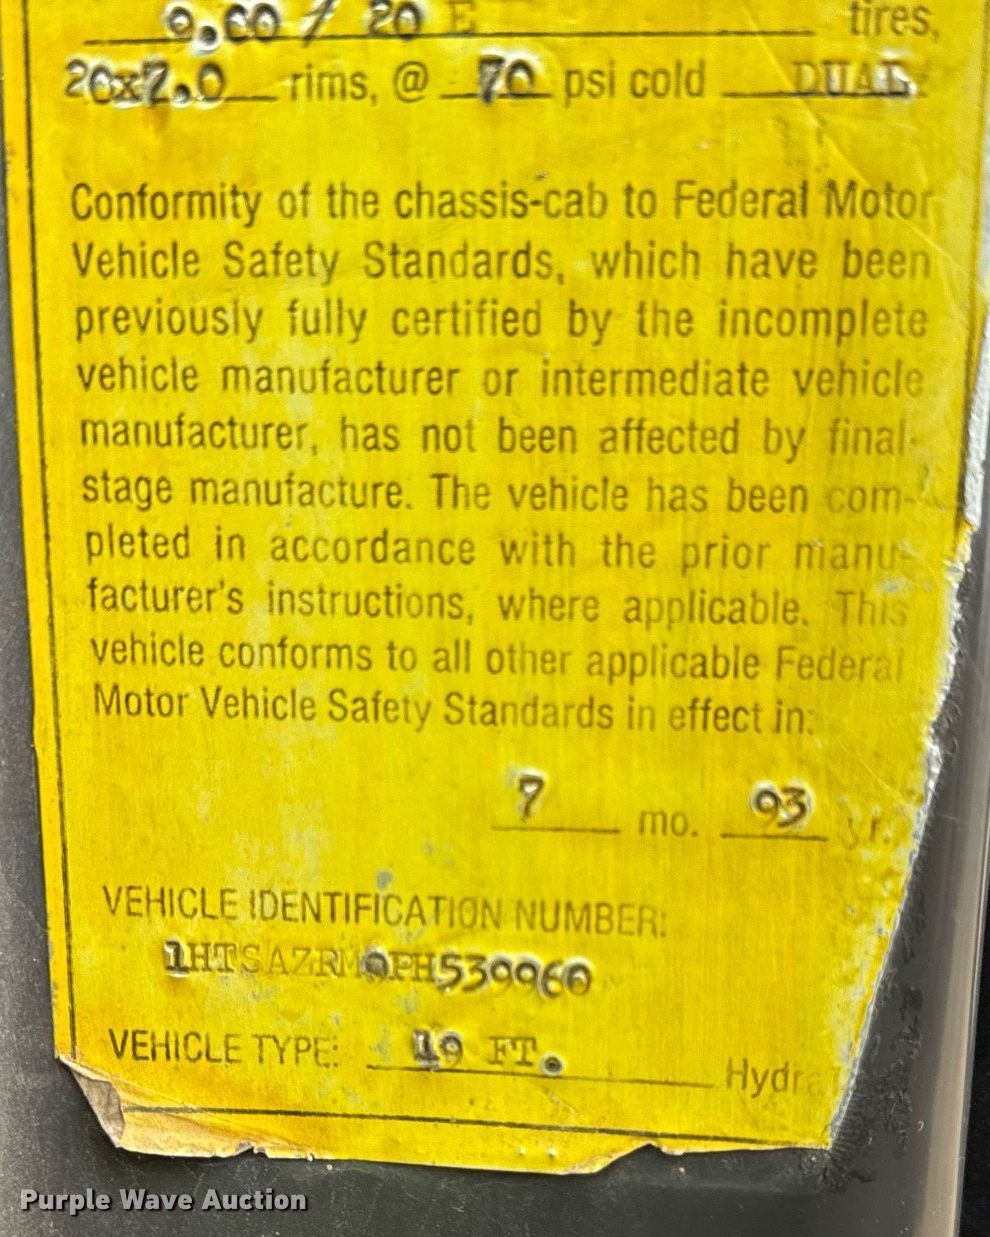 9.00 / 20 E tires,
20x7.0 rims, @ 70 psi cold DUAL
Conformity of the chassis-cab to Federal Motor
Vehicle Safety Standards, which have been
previously fully certified by the incomplete
vehicle manufacturer or intermediate vehicle
manufacturer, has not been affected by final-
stage manufacture. The vehicle has been com-
pleted in accordance with the prior manu-
facturer's instructions, where applicable. This
vehicle conforms to all other applicable Federal
Motor Vehicle Safety Standards in effect in:
7 mo. 93 yr.
VEHICLE IDENTIFICATION NUMBER:
1HTSAZRM0PH530960
VEHICLE TYPE: 19 FT. Hydra
Purple Wave Auction